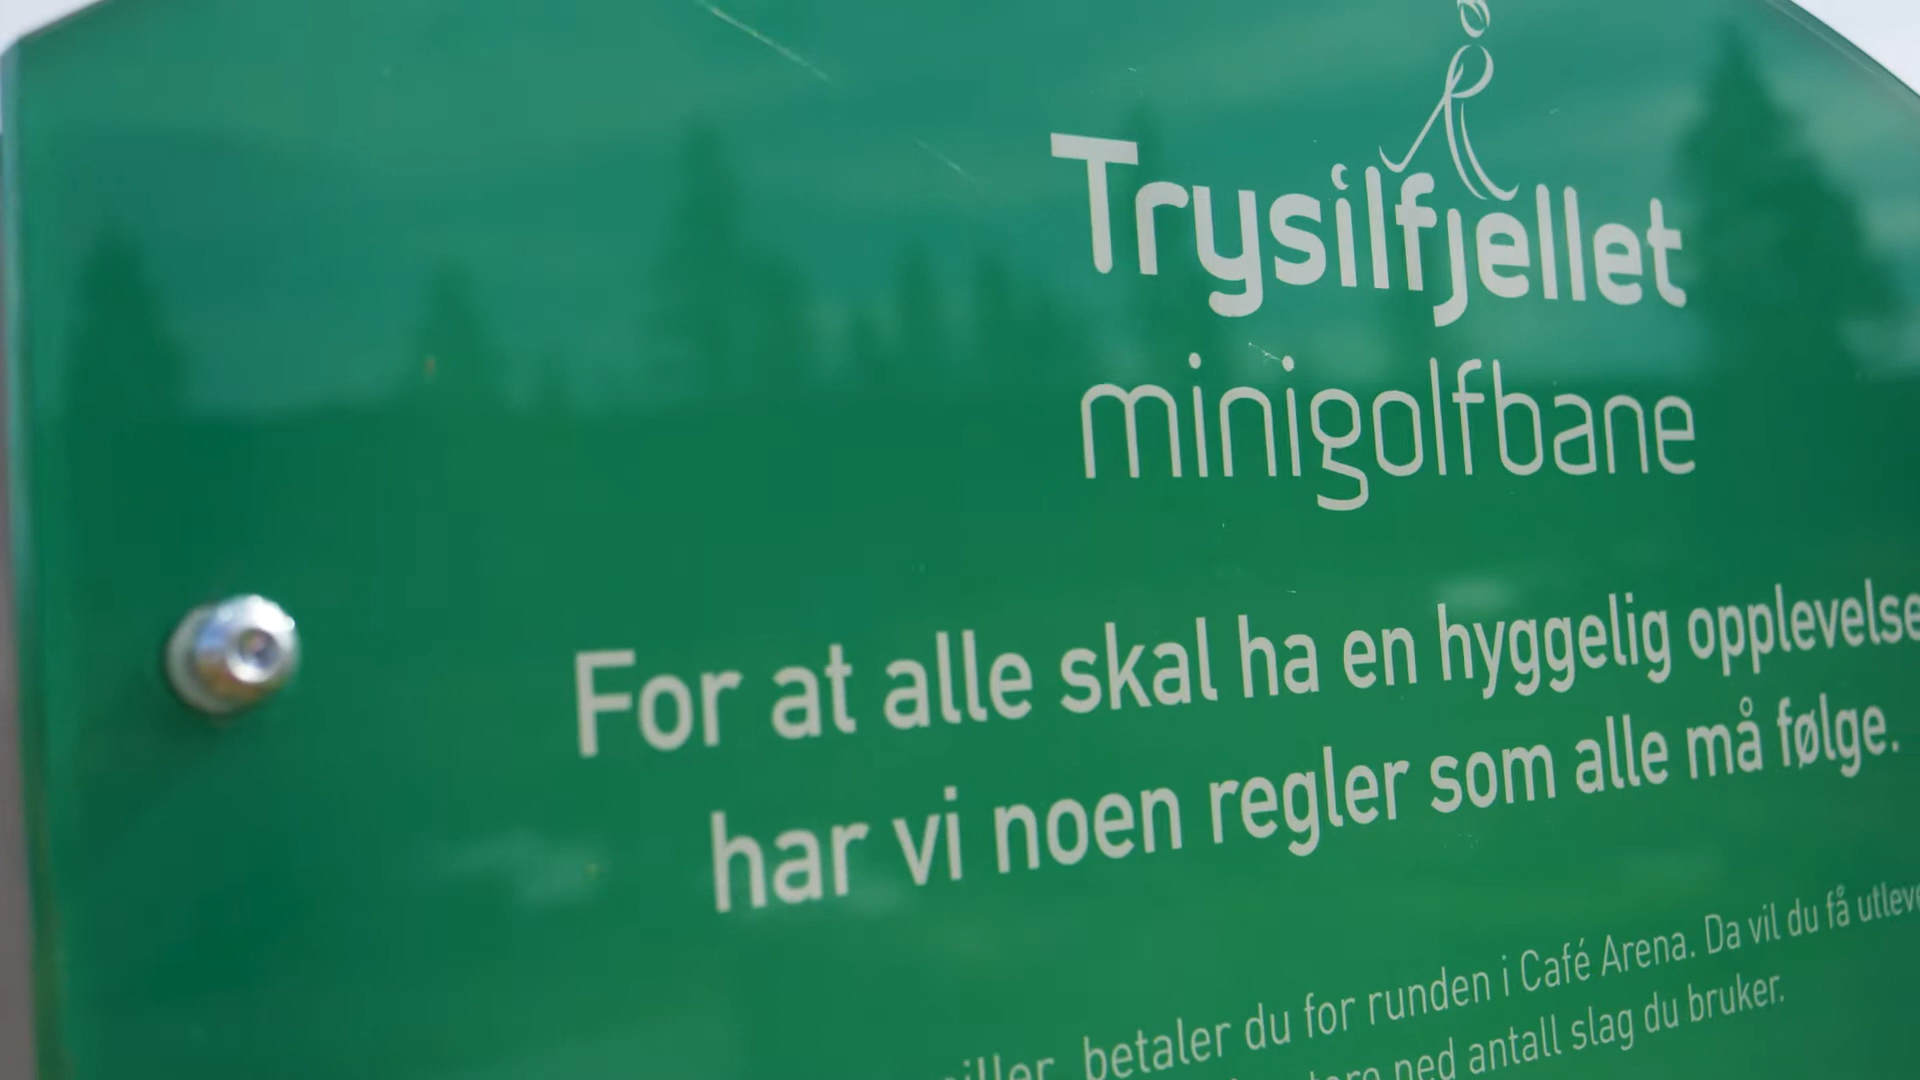 Trysilfjellet
minigolfbane
For at alle skal ha en hyggelig opplevelse
har vi noen regler som alle må følge.
betaler du for runden i Café Arena. Da vil du få
ned antall slag du bruker.